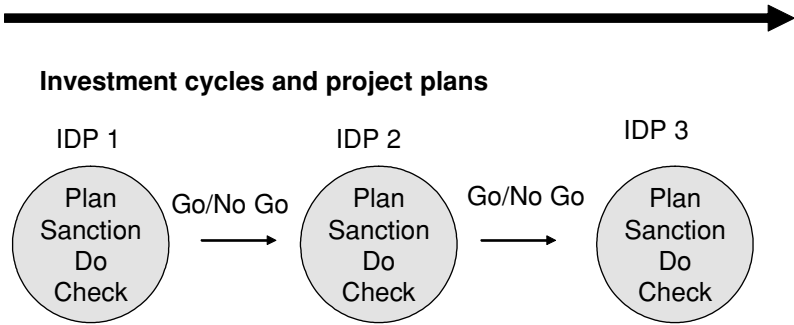 Investment cycles and project plans
IDP 1
IDP 2
IDP 3
Plan
Sanction
Do
Check
Go/No Go
Plan
Sanction
Do
Check
Go/No Go
Plan
Sanction
Do
Check